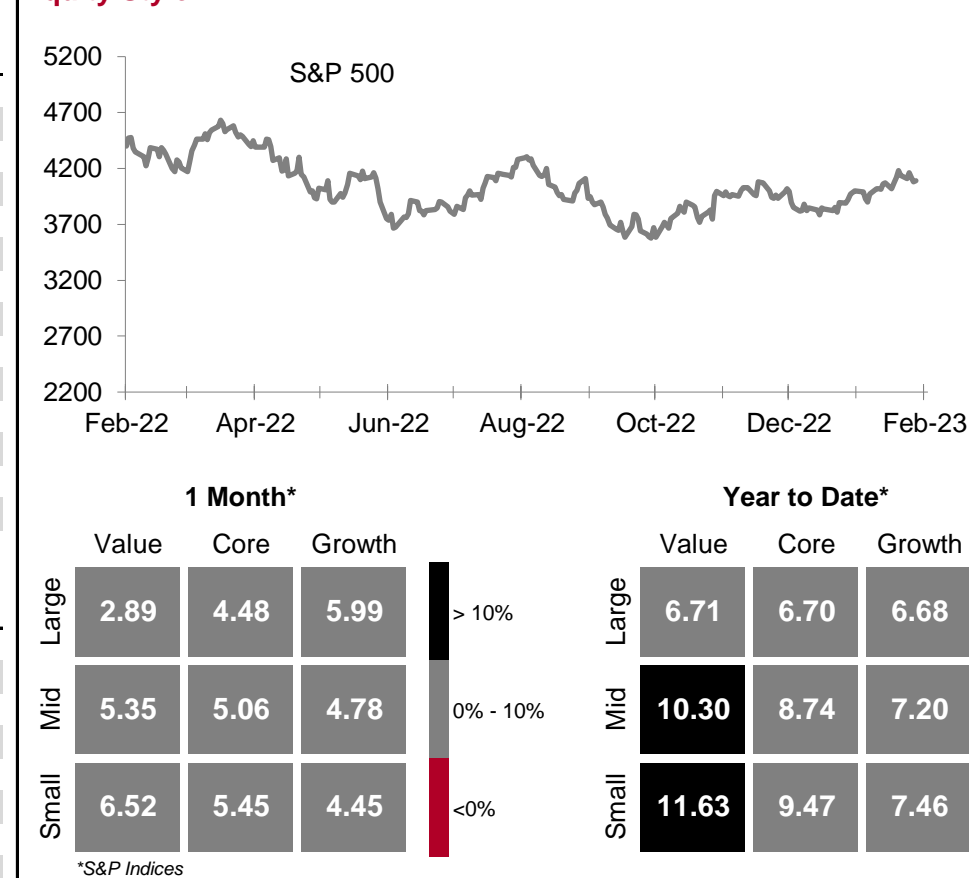 S&P 500
5200
4700
4200
3700
3200
2700
2200
Feb-22 Apr-22 Jun-22 Aug-22 Oct-22 Dec-22 Feb-23
1 Month*
Value Core Growth
Large 2.89 4.48 5.99
Mid 5.35 5.06 4.78
Small 6.52 5.45 4.45
> 10%
0% - 10%
<0%
*S&P Indices
Year to Date*
Value Core Growth
Large 6.71 6.70 6.68
Mid 10.30 8.74 7.20
Small 11.63 9.47 7.46